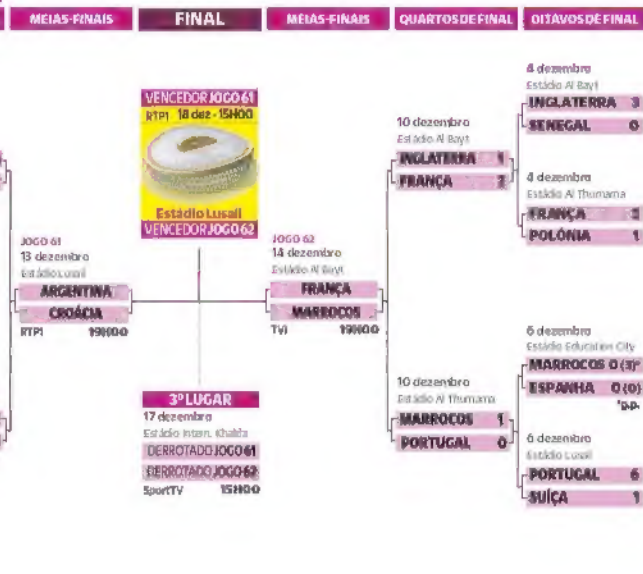 MEIAS-FINAIS
FINAL
MEIAS-FINAIS
QUARTOS DE FINAL
OITAVOS DE FINAL
VENCEDOR JOGO 61
RTP1 18 dez - 15H00
Estádio Lusail
VENCEDOR JOGO 62
JOGO 61
13 dezembro
Estádio Lusail
ARGENTINA
CROÁCIA
RTP1 19H00
3º LUGAR
17 dezembro
Estádio Intern. Khalifa
DERROTADO JOGO 61
DERROTADO JOGO 62
SportTV 15H00
JOGO 62
14 dezembro
Estádio Al Bayt
FRANÇA
MARROCOS
TVI 19H00
10 dezembro
Estádio Al Bayt
INGLATERRA 1
FRANÇA 2
10 dezembro
Estádio Al Thumama
MARROCOS 1
PORTUGAL 0
4 dezembro
Estádio Al Bayt
INGLATERRA 3
SENEGAL 0
4 dezembro
Estádio Al Thumama
FRANÇA 3
POLÓNIA 1
6 dezembro
Estádio Education City
MARROCOS 0 (3)*
ESPANHA 0 (0)
*g.p.
6 dezembro
Estádio Lusail
PORTUGAL 6
SUÍÇA 1